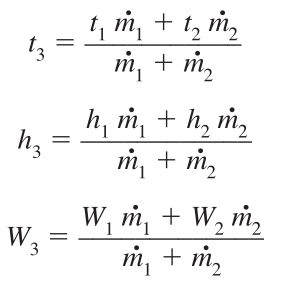 t₃ = (t₁ ṁ₁ + t₂ ṁ₂) / (ṁ₁ + ṁ₂)
h₃ = (h₁ ṁ₁ + h₂ ṁ₂) / (ṁ₁ + ṁ₂)
W₃ = (W₁ ṁ₁ + W₂ ṁ₂) / (ṁ₁ + ṁ₂)